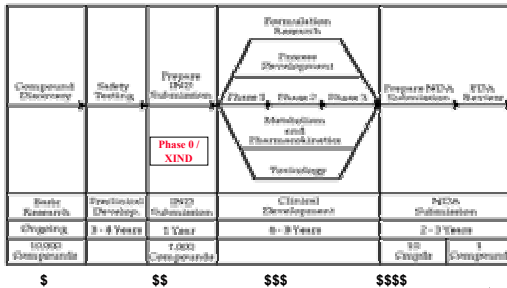 Formulation
Research
Process
Development
Compound
Discovery
Safety
Testing
Prepare
IND
Submission
Phase 1
Phase 2
Phase 3
Prepare NDA
Submission
FDA
Review
Metabolism
and
Pharmacokinetics
Toxicology
Phase 0 /
XIND
Basic
Research
Preclinical
Develop.
IND
Submission
Clinical
Development
NDA
Submission
Ongoing
3 - 4 Years
1 Year
6 - 8 Years
2 - 3 Years
10,000
Compounds
1,000
Compounds
10
1
Compound
$
$$
$$$
$$$$